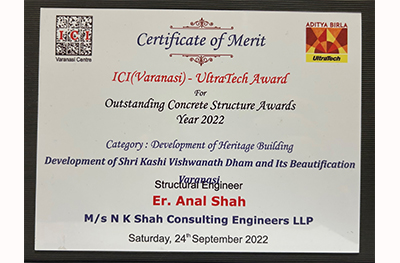 ICI
Varanasi Centre
ADITYA BIRLA
UltraTech
Certificate of Merit
ICI(Varanasi) - UltraTech Award
For
Outstanding Concrete Structure Awards
Year 2022
Category : Development of Heritage Building
Development of Shri Kashi Vishwanath Dham and Its Beautification
Varanasi
Structural Engineer
Er. Anal Shah
M/s N K Shah Consulting Engineers LLP
Saturday, 24th September 2022